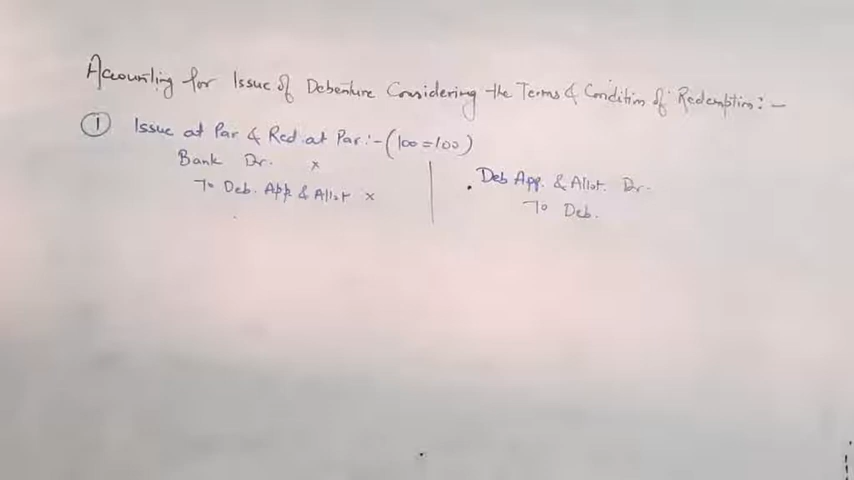 Accounting for Issue of Debenture Considering the Terms & Condition of Redemption:-
① Issue at Par & Red. at Par:- (100=100)
Bank Dr. x
To Deb. App & Allot x
Deb App. & Allot. Dr.
To Deb.